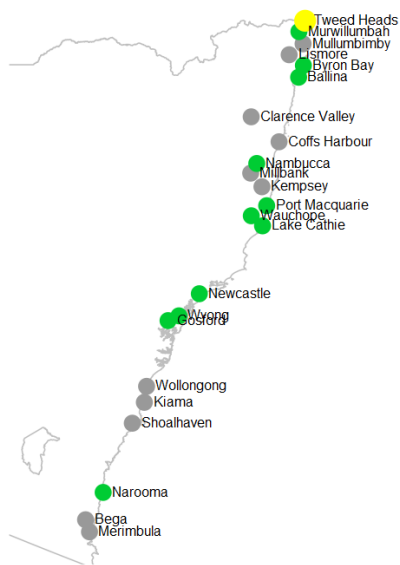 Tweed Heads
Murwillumbah
Mullumbimby
Lismore
Byron Bay
Ballina
Clarence Valley
Coffs Harbour
Nambucca
Millbank
Kempsey
Port Macquarie
Wauchope
Lake Cathie
Newcastle
Wyong
Gosford
Wollongong
Kiama
Shoalhaven
Narooma
Bega
Merimbula